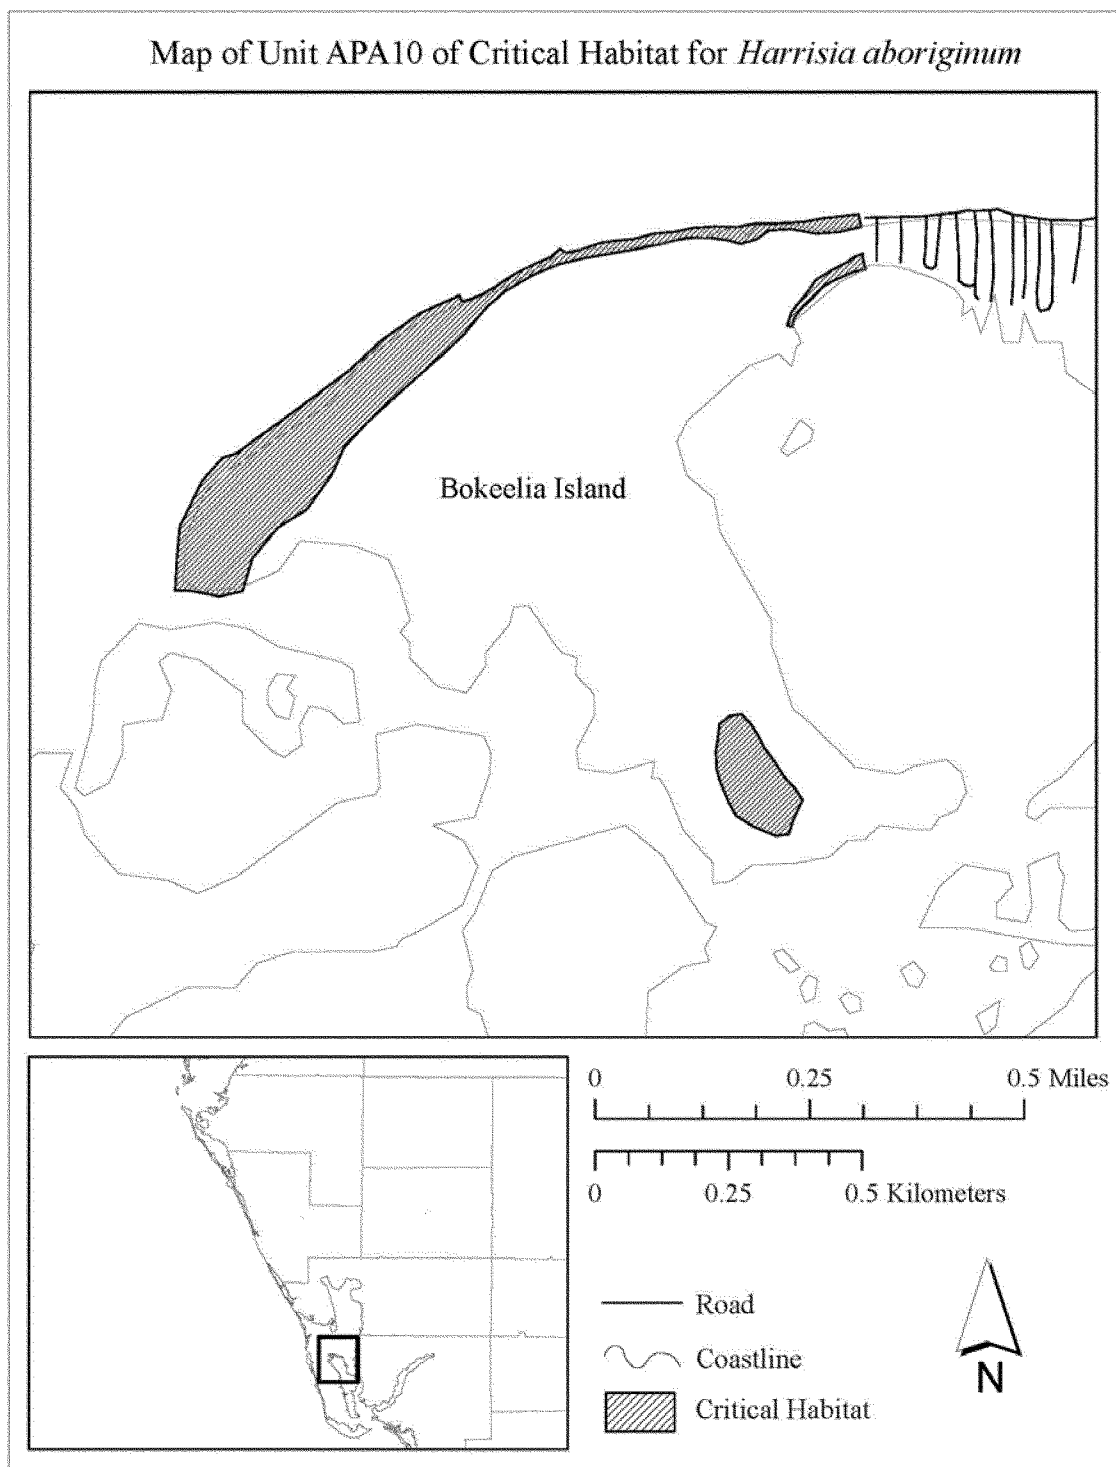 Map of Unit APA10 of Critical Habitat for Harrisia aboriginum
Bokeelia Island
0 0.25 0.5 Miles
0 0.25 0.5 Kilometers
Road
Coastline
Critical Habitat
N